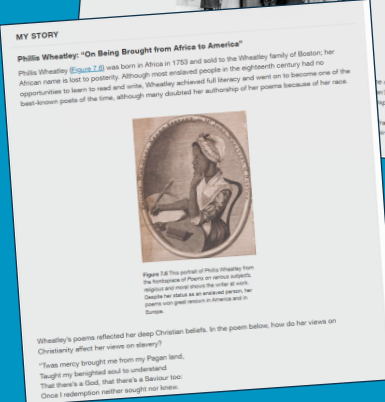 MY STORY
Phillis Wheatley: "On Being Brought from Africa to America"
Phillis Wheatley (Figure 7.6) was born in Africa in 1753 and sold to the Wheatley family of Boston; her
African name is lost to posterity. Although most enslaved people in the eighteenth century had no
opportunities to learn to read and write, Wheatley achieved full literacy and went on to become one of the
best-known poets of the time, although many doubted her authorship of her poems because of her race.
Figure 7.6 This portrait of Phillis Wheatley from
the frontispiece of Poems on various subjects,
religious and moral shows the writer at work.
Despite her status as an enslaved person, her
poems won great renown in America and in
Europe.
Wheatley's poems reflected her deep Christian beliefs. In the poem below, how do her views on
Christianity affect her views on slavery?
"Twas mercy brought me from my Pagan land,
Taught my benighted soul to understand
That there's a God, that there's a Saviour too:
Once I redemption neither sought nor knew.